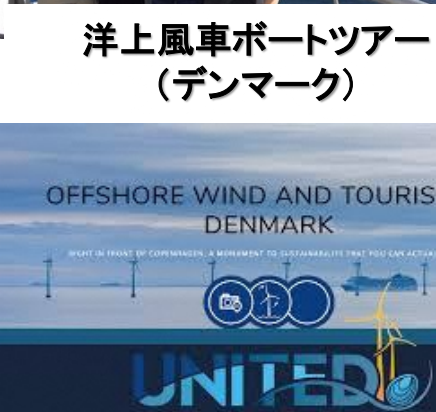 洋上風車ボートツアー
(デンマーク)
OFFSHORE WIND AND TOURIS
DENMARK
RIGHT IN FRONT OF COPENHAGEN, A MONUMENT TO SUSTAINABILITY THAT YOU CAN ACTUA
UNITED